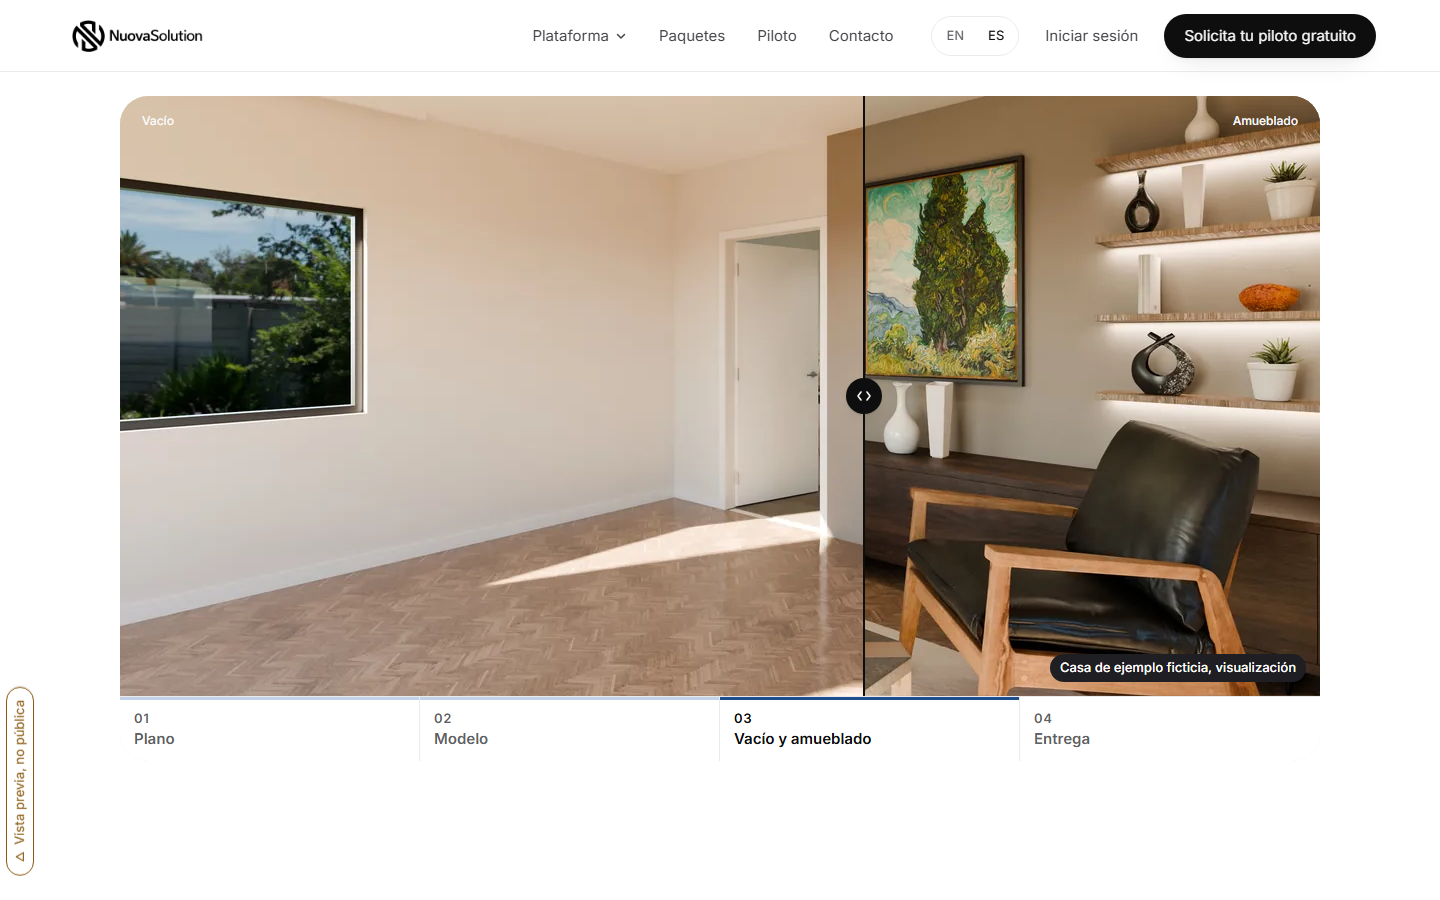 NuovaSolution
Plataforma
Paquetes
Piloto
Contacto
EN
ES
Iniciar sesión
Solicita tu piloto gratuito
Vacío
Amueblado
Casa de ejemplo ficticia, visualización
01
Plano
02
Modelo
03
Vacío y amueblado
04
Entrega
Vista previa, no pública